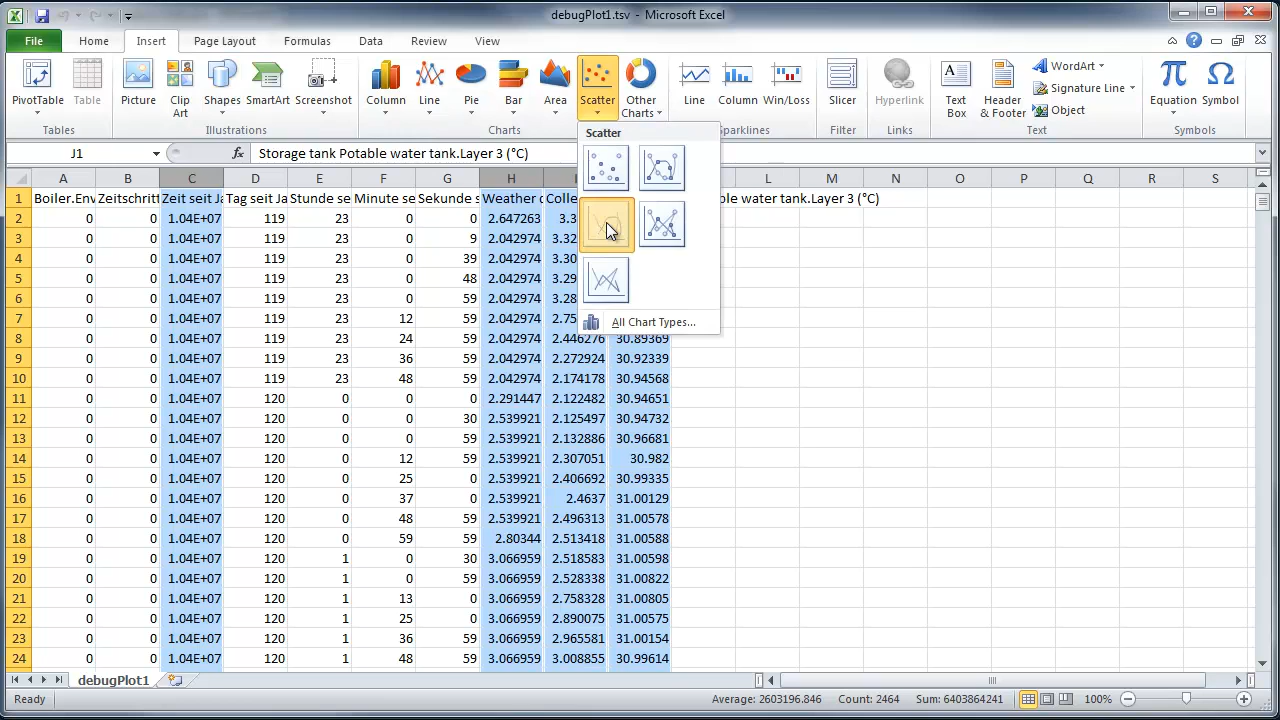 debugPlot1.tsv - Microsoft Excel
File Home Insert Page Layout Formulas Data Review View
PivotTable Table Picture Clip Art Shapes SmartArt Screenshot Column Line Pie Bar Area Scatter Other Charts Line Column Win/Loss Slicer Hyperlink Text Box Header & Footer WordArt Signature Line Object Equation Symbol
Tables Illustrations Charts Sparklines Filter Links Text Symbols
Scatter
All Chart Types...
J1 fx Storage tank Potable water tank.Layer 3 (°C)
A B C D E F G H L M N O P Q R S
1 Boiler.Env Zeitschritt Zeit seit Ja Tag seit Ja Stunde se Minute se Sekunde s Weather d Colle ble water tank.Layer 3 (°C)
2 0 0 1.04E+07 119 23 0 0 2.647263 3.3
3 0 0 1.04E+07 119 23 0 9 2.042974 3.32
4 0 0 1.04E+07 119 23 0 39 2.042974 3.30
5 0 0 1.04E+07 119 23 0 48 2.042974 3.29
6 0 0 1.04E+07 119 23 0 59 2.042974 3.28
7 0 0 1.04E+07 119 23 12 59 2.042974 2.75
8 0 0 1.04E+07 119 23 24 59 2.042974 2.446276 30.89369
9 0 0 1.04E+07 119 23 36 59 2.042974 2.272924 30.92339
10 0 0 1.04E+07 119 23 48 59 2.042974 2.174178 30.94568
11 0 0 1.04E+07 120 0 0 0 2.291447 2.122482 30.94651
12 0 0 1.04E+07 120 0 0 30 2.539921 2.125497 30.94732
13 0 0 1.04E+07 120 0 0 59 2.539921 2.132886 30.96681
14 0 0 1.04E+07 120 0 12 59 2.539921 2.307051 30.982
15 0 0 1.04E+07 120 0 25 0 2.539921 2.406692 30.99335
16 0 0 1.04E+07 120 0 37 0 2.539921 2.4637 31.00129
17 0 0 1.04E+07 120 0 48 59 2.539921 2.496313 31.00578
18 0 0 1.04E+07 120 0 59 59 2.80344 2.513418 31.00588
19 0 0 1.04E+07 120 1 0 30 3.066959 2.518583 31.00598
20 0 0 1.04E+07 120 1 0 59 3.066959 2.528338 31.00822
21 0 0 1.04E+07 120 1 13 0 3.066959 2.758328 31.00805
22 0 0 1.04E+07 120 1 25 0 3.066959 2.890075 31.00575
23 0 0 1.04E+07 120 1 36 59 3.066959 2.965581 31.00154
24 0 0 1.04E+07 120 1 48 59 3.066959 3.008855 30.99614
debugPlot1
Ready Average: 2603196.846 Count: 2464 Sum: 6403864241 100%